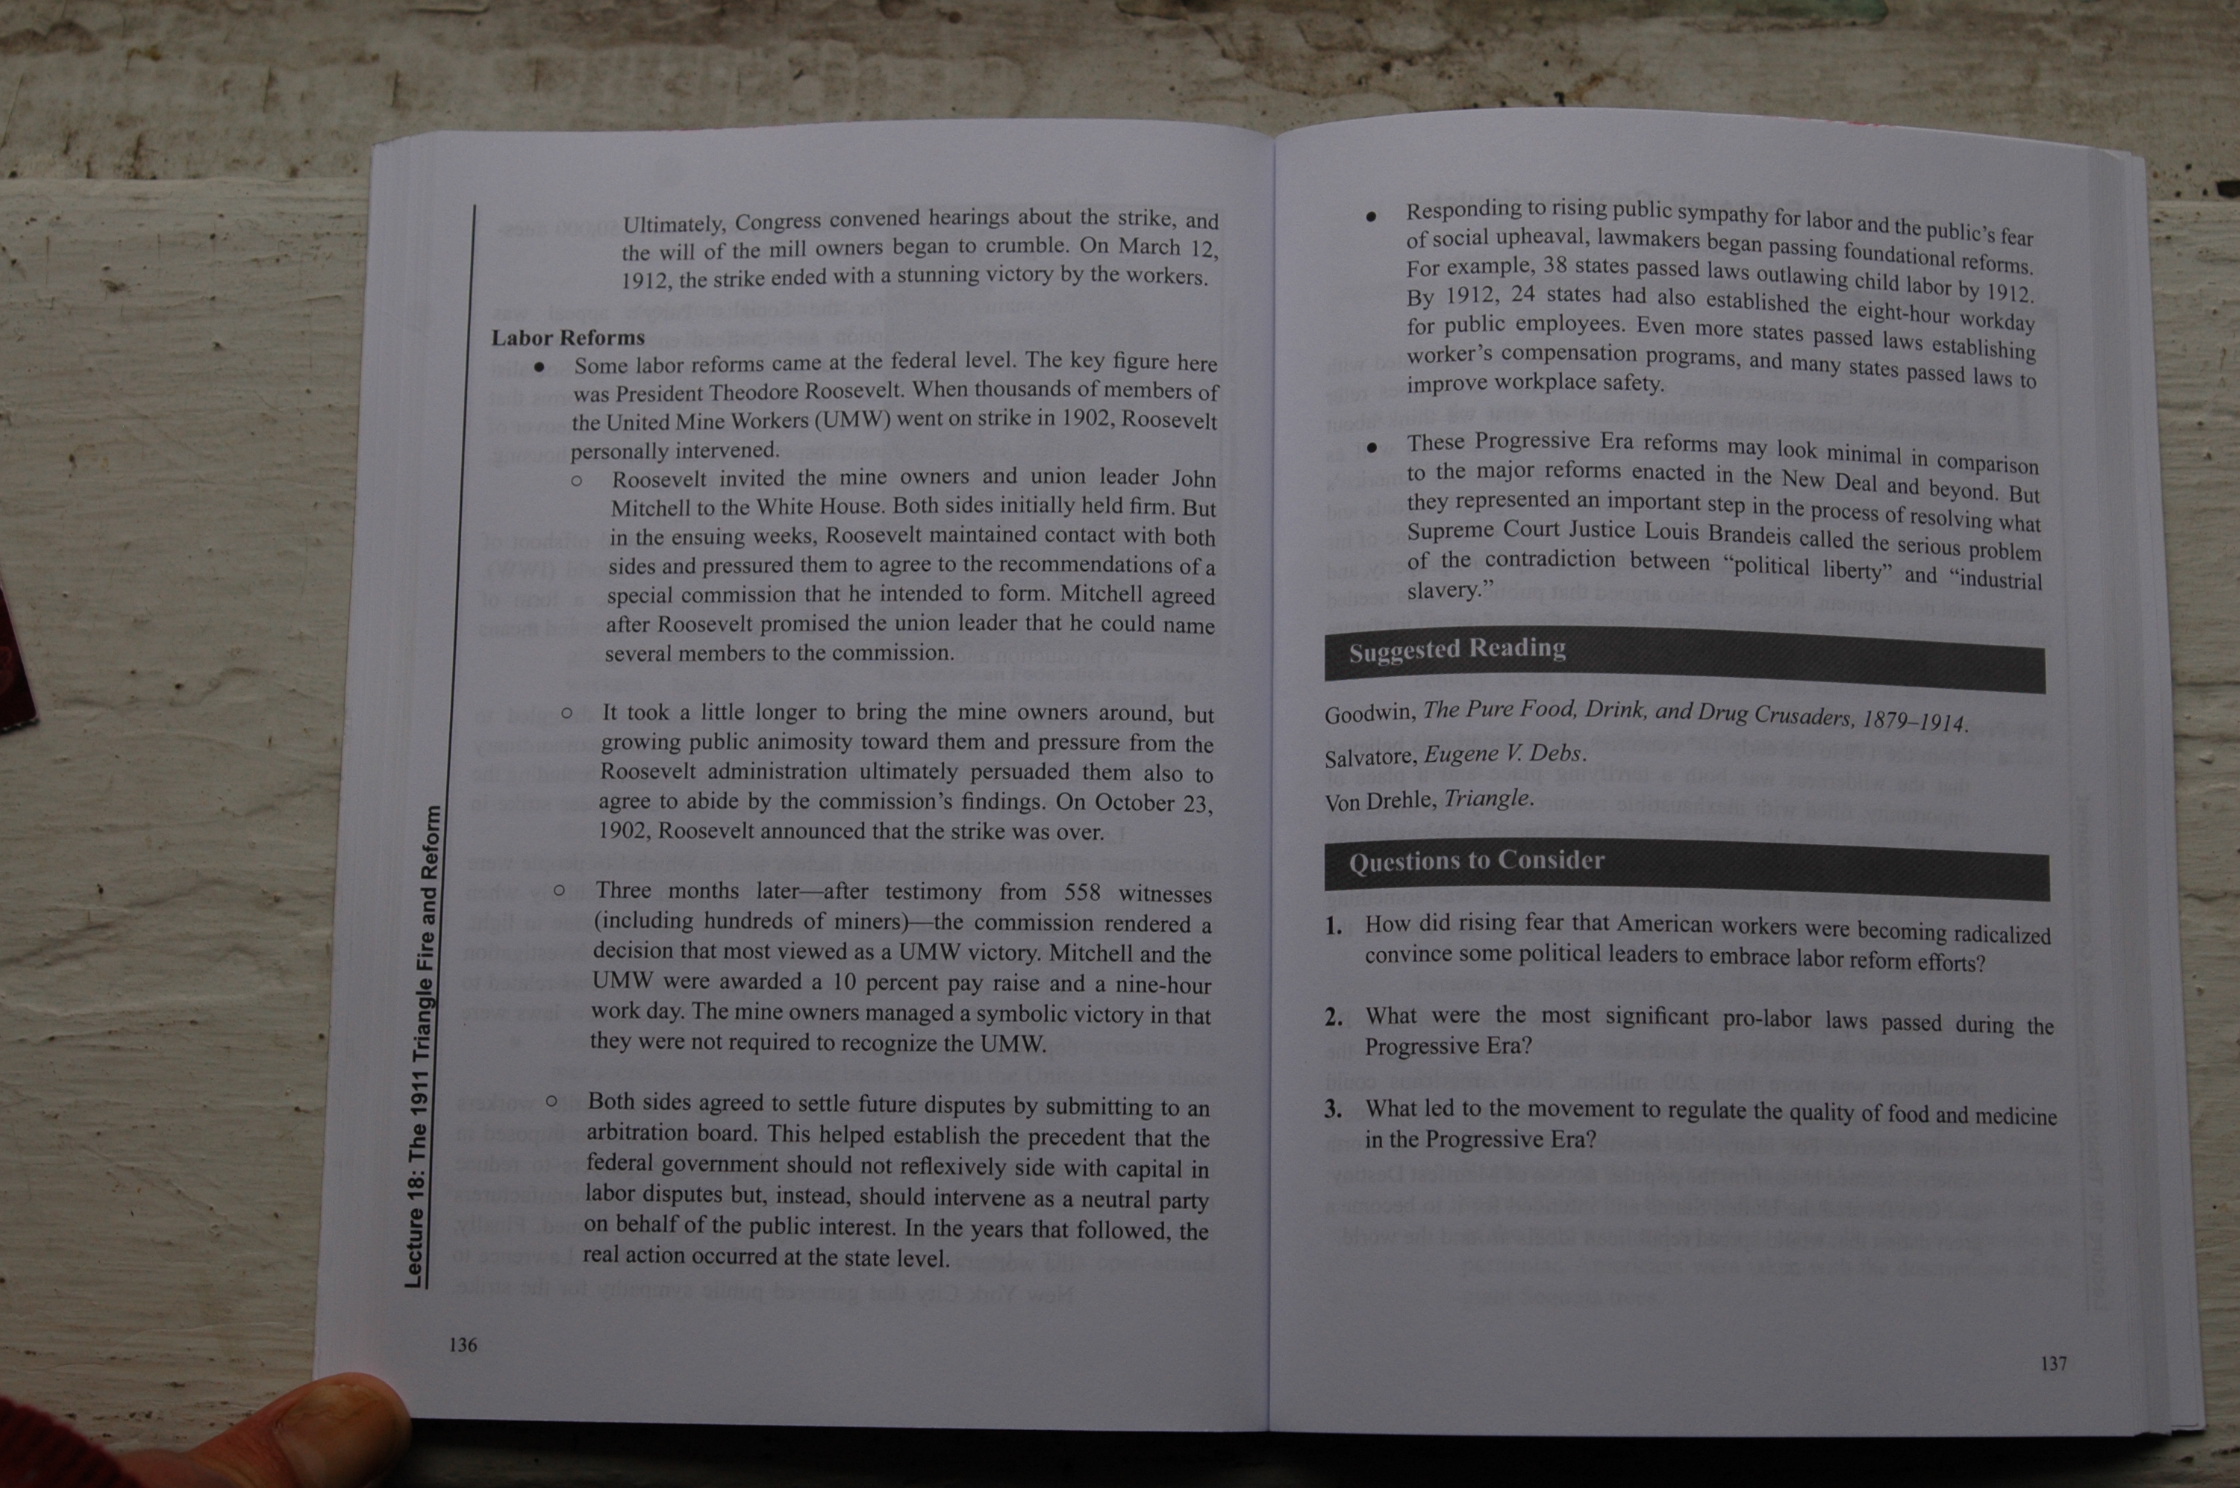 Ultimately, Congress convened hearings about the strike, and
the will of the mill owners began to crumble. On March 12,
1912, the strike ended with a stunning victory by the workers.
Labor Reforms
● Some labor reforms came at the federal level. The key figure here
was President Theodore Roosevelt. When thousands of members of
the United Mine Workers (UMW) went on strike in 1902, Roosevelt
personally intervened.
○ Roosevelt invited the mine owners and union leader John
Mitchell to the White House. Both sides initially held firm. But
in the ensuing weeks, Roosevelt maintained contact with both
sides and pressured them to agree to the recommendations of a
special commission that he intended to form. Mitchell agreed
after Roosevelt promised the union leader that he could name
several members to the commission.
○ It took a little longer to bring the mine owners around, but
growing public animosity toward them and pressure from the
Roosevelt administration ultimately persuaded them also to
agree to abide by the commission's findings. On October 23,
1902, Roosevelt announced that the strike was over.
○ Three months later—after testimony from 558 witnesses
(including hundreds of miners)—the commission rendered a
decision that most viewed as a UMW victory. Mitchell and the
UMW were awarded a 10 percent pay raise and a nine-hour
work day. The mine owners managed a symbolic victory in that
they were not required to recognize the UMW.
○ Both sides agreed to settle future disputes by submitting to an
arbitration board. This helped establish the precedent that the
federal government should not reflexively side with capital in
labor disputes but, instead, should intervene as a neutral party
on behalf of the public interest. In the years that followed, the
real action occurred at the state level.
Lecture 18: The 1911 Triangle Fire and Reform
136
● Responding to rising public sympathy for labor and the public's fear
of social upheaval, lawmakers began passing foundational reforms.
For example, 38 states passed laws outlawing child labor by 1912.
By 1912, 24 states had also established the eight-hour workday
for public employees. Even more states passed laws establishing
worker's compensation programs, and many states passed laws to
improve workplace safety.
● These Progressive Era reforms may look minimal in comparison
to the major reforms enacted in the New Deal and beyond. But
they represented an important step in the process of resolving what
Supreme Court Justice Louis Brandeis called the serious problem
of the contradiction between “political liberty” and “industrial
slavery.”
Suggested Reading
Goodwin, The Pure Food, Drink, and Drug Crusaders, 1879–1914.
Salvatore, Eugene V. Debs.
Von Drehle, Triangle.
Questions to Consider
1. How did rising fear that American workers were becoming radicalized
convince some political leaders to embrace labor reform efforts?
2. What were the most significant pro-labor laws passed during the
Progressive Era?
3. What led to the movement to regulate the quality of food and medicine
in the Progressive Era?
137